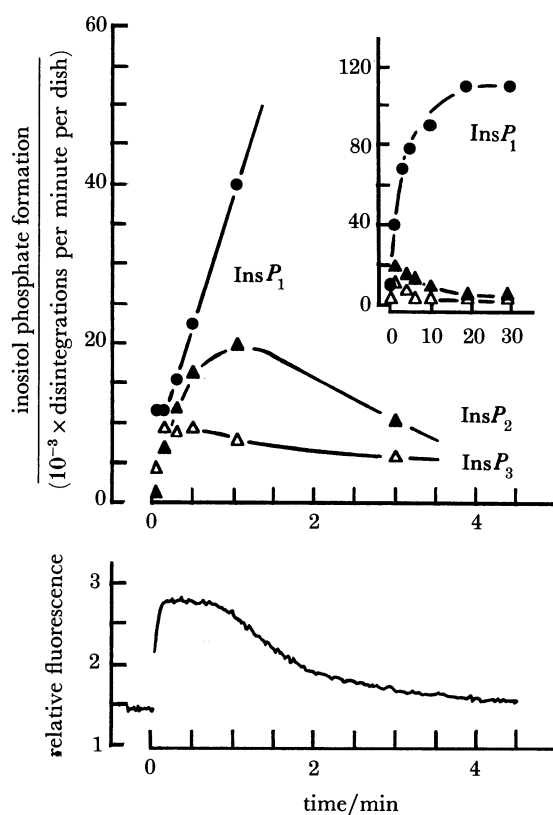 inositol phosphate formation
(10⁻³ × disintegrations per minute per dish)
60
40
20
0
InsP₁
InsP₂
InsP₃
0 2 4
120
80
40
0
InsP₁
0 10 20 30
relative fluorescence
3
2
1
0 2 4
time/min